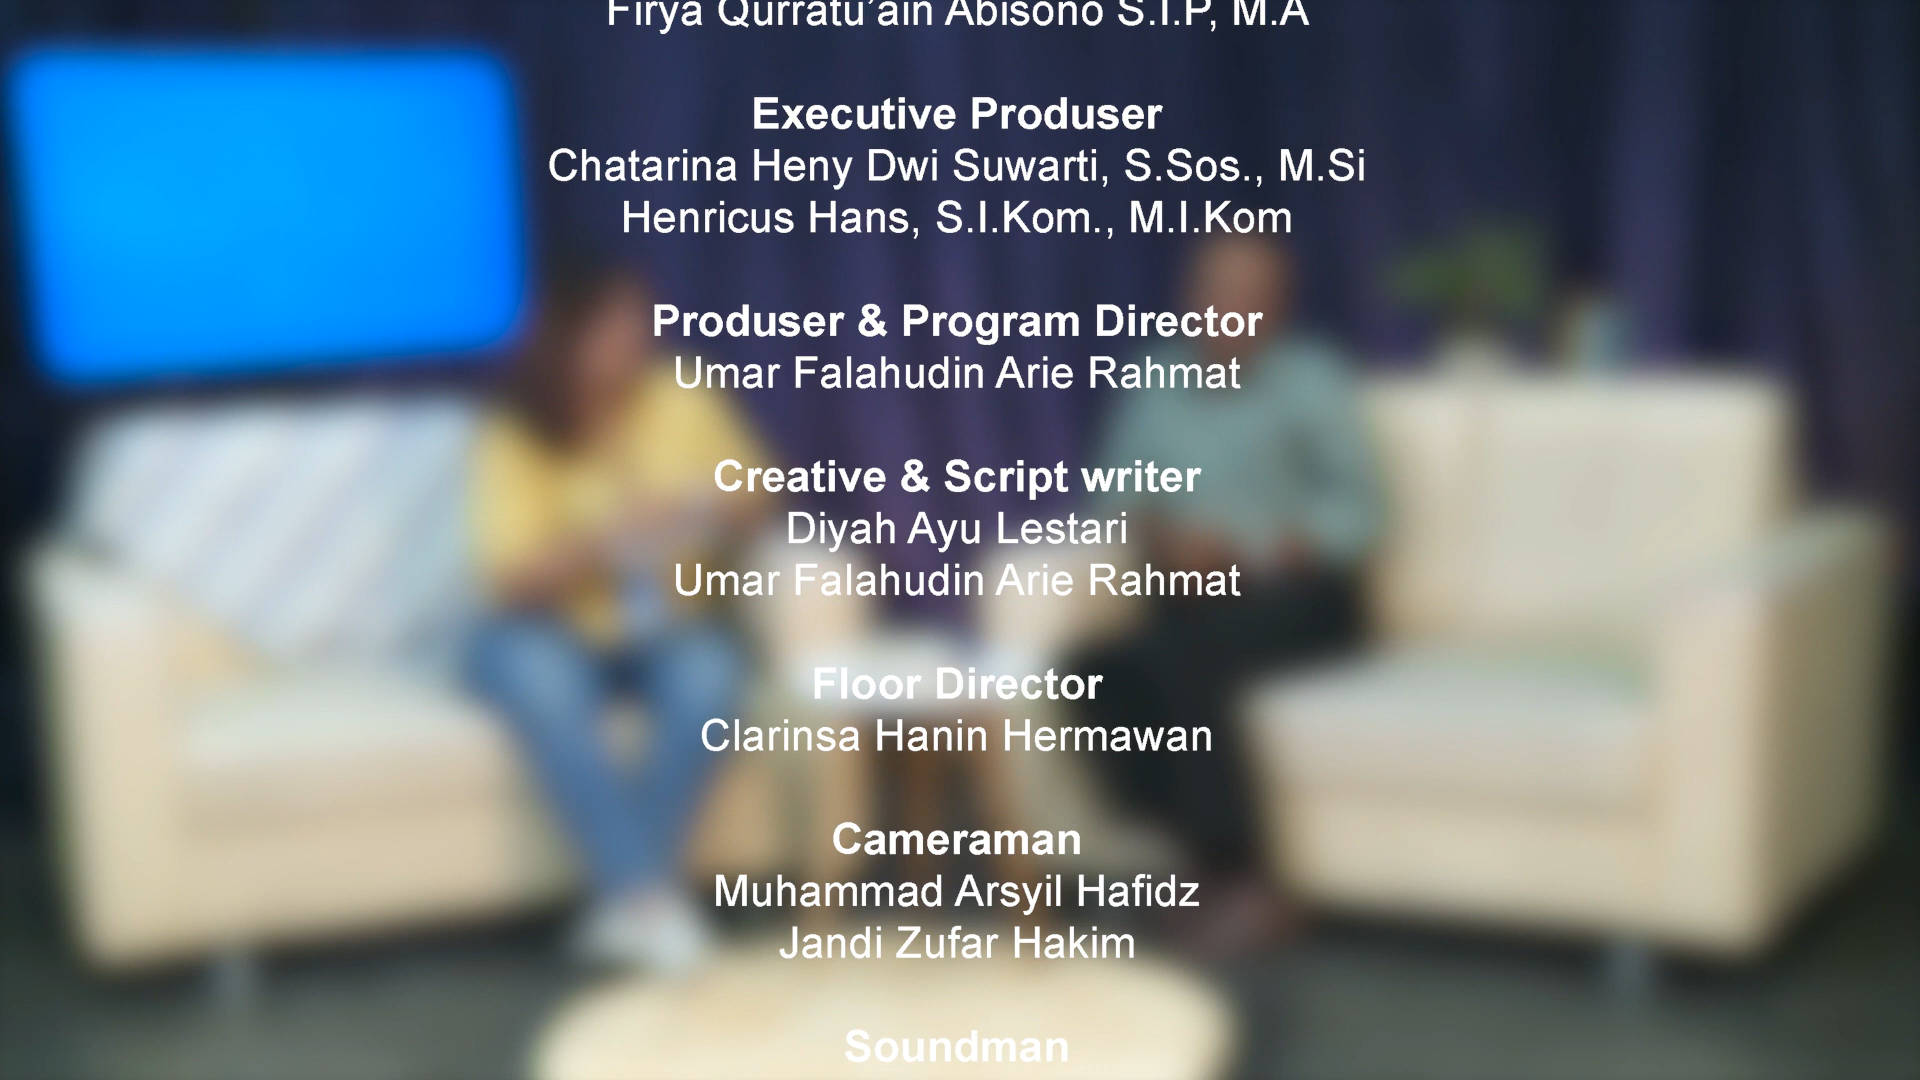 Firya Qurratu’ain Abisono S.I.P, M.A
Executive Produser
Chatarina Heny Dwi Suwarti, S.Sos., M.Si
Henricus Hans, S.I.Kom., M.I.Kom
Produser & Program Director
Umar Falahudin Arie Rahmat
Creative & Script writer
Diyah Ayu Lestari
Umar Falahudin Arie Rahmat
Floor Director
Clarinsa Hanin Hermawan
Cameraman
Muhammad Arsyil Hafidz
Jandi Zufar Hakim
Soundman